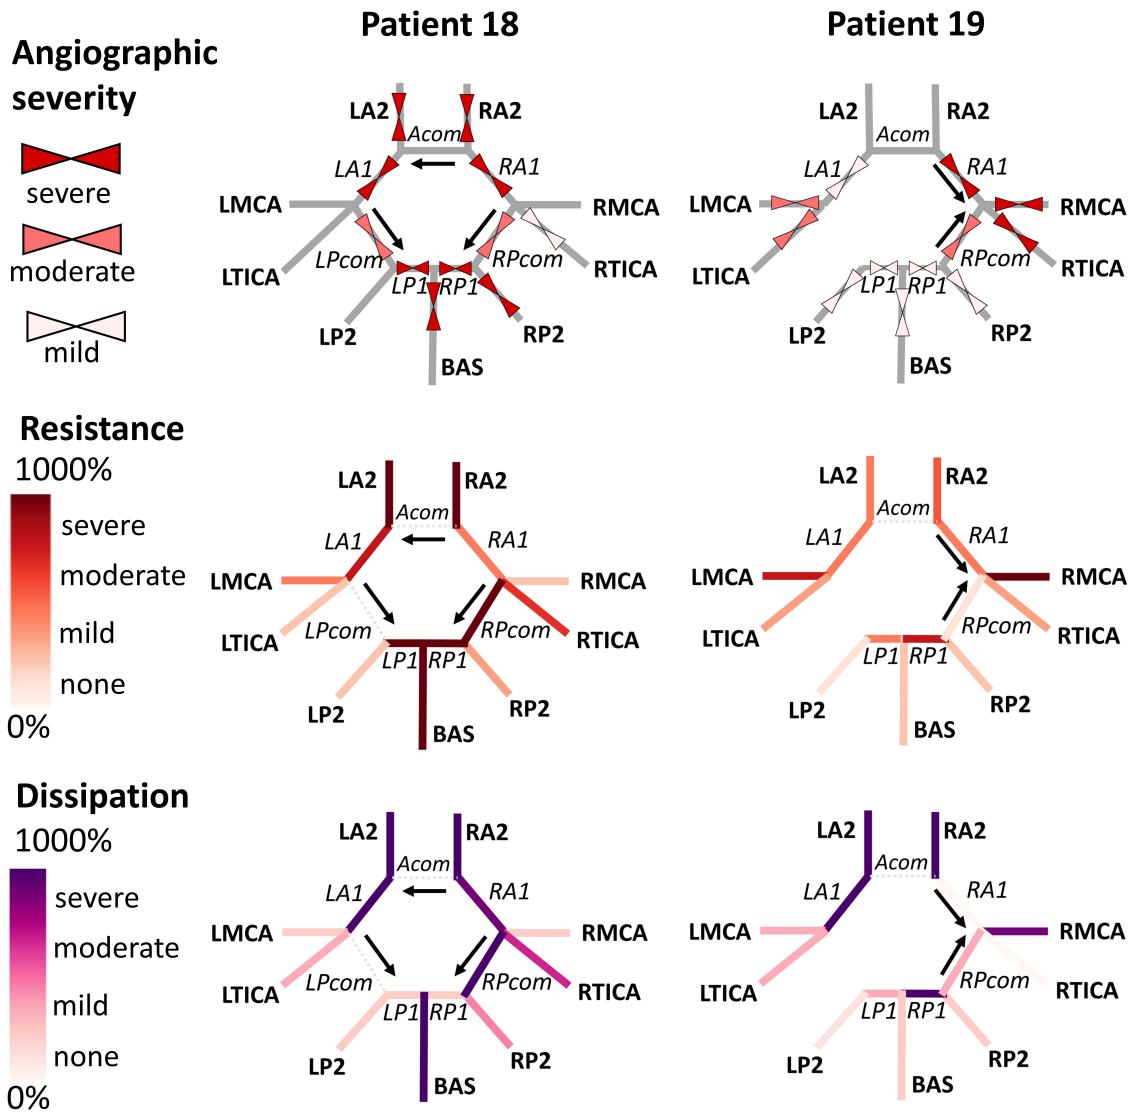 Patient 18
Patient 19
Angiographic
severity
severe
moderate
mild
LA2
RA2
Acom
LA1
RA1
LMCA
RMCA
LTICA
LPcom
RPcom
RTICA
LP1
RP1
LP2
RP2
BAS
LA2
RA2
Acom
LA1
RA1
LMCA
RMCA
LTICA
RPcom
RTICA
LP1
RP1
LP2
RP2
BAS
Resistance
1000%
severe
moderate
mild
none
0%
LA2
RA2
Acom
LA1
RA1
LMCA
RMCA
LTICA
LPcom
RPcom
RTICA
LP1
RP1
LP2
RP2
BAS
LA2
RA2
Acom
LA1
RA1
LMCA
RMCA
LTICA
RPcom
RTICA
LP1
RP1
LP2
RP2
BAS
Dissipation
1000%
severe
moderate
mild
none
0%
LA2
RA2
Acom
LA1
RA1
LMCA
RMCA
LTICA
LPcom
RPcom
RTICA
LP1
RP1
LP2
RP2
BAS
LA2
RA2
Acom
LA1
RA1
LMCA
RMCA
LTICA
RPcom
RTICA
LP1
RP1
LP2
RP2
BAS